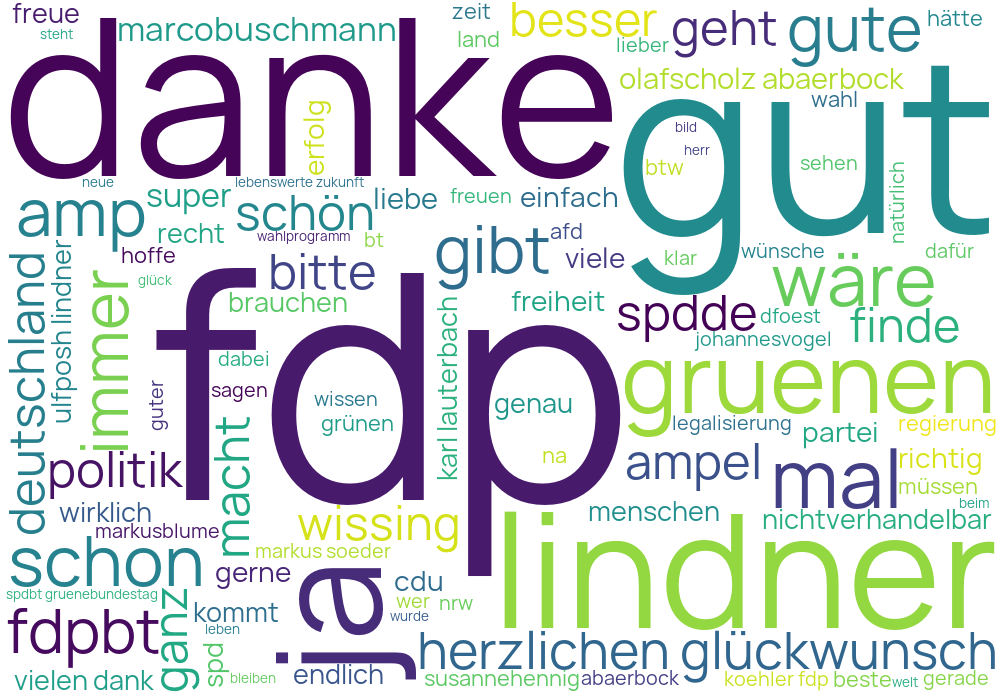 freue
steht
marcobuschmann
zeit
land
besser
lieber
geht
gute
hätte
danke
erfolg
olafscholz abaerbock
gut
wahl
bild
herr
btw
sehen
natürlich
neue
super
lebenswerte zukunft
liebe
freuen
einfach
amp
schön
recht
wahlprogramm
bt
gibt
afd
viele
klar
wünsche
dafür
hoffe
glück
bitte
brauchen
freiheit
wäre
spdde
dfoest
finde
johannesvogel
deutschland
ulfposh lindner
immer
guter
dabei
sagen
fdp
wissen
grünen
karl lauterbach
genau
na
gruenen
legalisierung
partei
regierung
politik
macht
ampel
mal
richtig
müssen
beim
wirklich
markusblume
wissing
menschen
nichtverhandelbar
markus soeder
schon
gerne
lindner
spdbt gruenebundestag
ganz
ja
cdu
wer
nrw
wurde
fdpbt
kommt
leben
spd
bleiben
herzlichen glückwunsch
vielen dank
endlich
susannehennig
abaerbock
koehler fdp
beste
welt
gerade